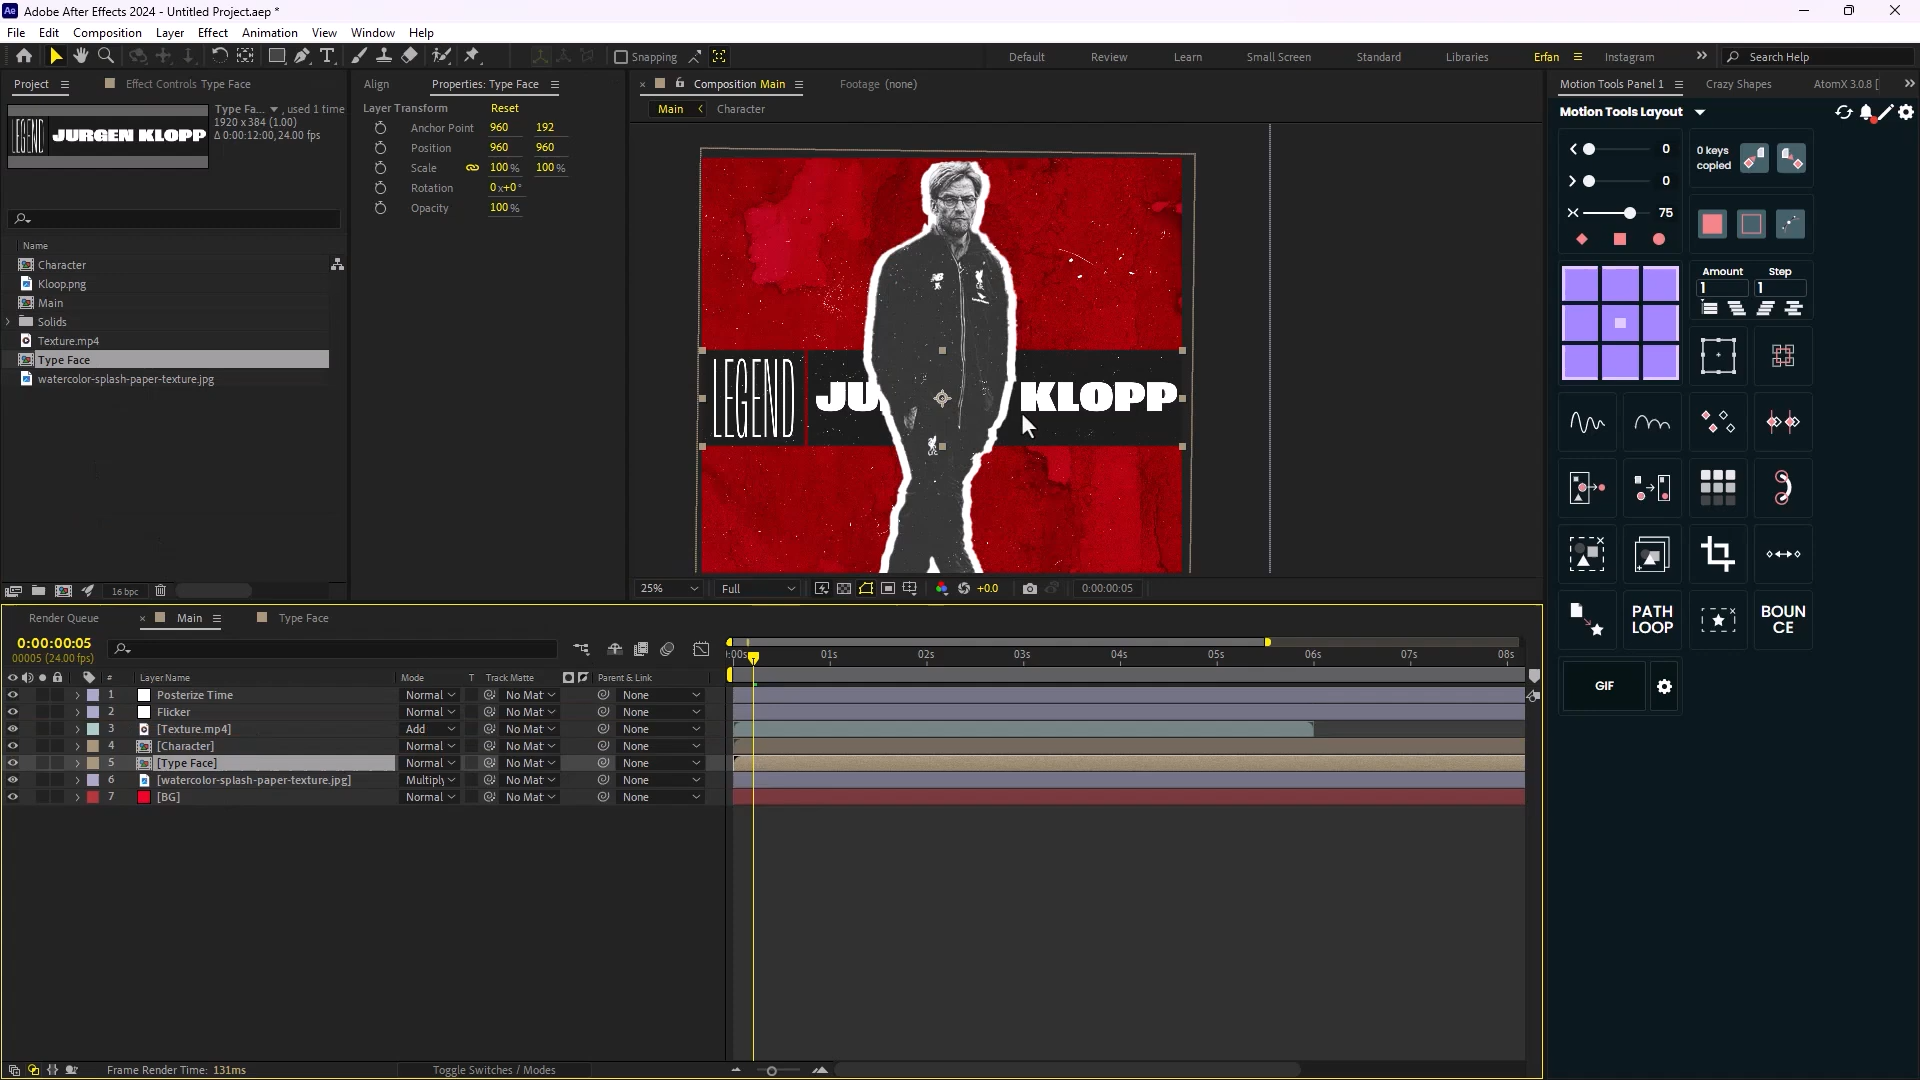 Adobe After Effects 2024 - Untitled Project.aep *
File Edit Composition Layer Effect Animation View Window Help
Snapping Default Review Learn Small Screen Standard Libraries Erfan Instagram Search Help
Project Effect Controls Type Face
Type Fa... , used 1 time
1920 x 384 (1.00)
Δ 0:00:12:00, 24.00 fps
LEGEND JURGEN KLOPP
Name
Character
Kloop.png
Main
Solids
Texture.mp4
Type Face
watercolor-splash-paper-texture.jpg
16 bpc
Align Properties: Type Face
Layer Transform Reset
Anchor Point 960 192
Position 960 960
Scale 100 % 100 %
Rotation 0x+0°
Opacity 100 %
Composition Main Footage (none)
Main Character
LEGEND JU KLOPP
25% Full +0.0 0:00:00:05
Motion Tools Panel 1 Crazy Shapes AtomX 3.0.8 [
Motion Tools Layout
0
0
75
0 keys
copied
Amount Step
1 1
PATH
LOOP
BOUN
CE
GIF
Render Queue Main Type Face
0:00:00:05
00005 (24.00 fps)
:00s 01s 02s 03s 04s 05s 06s 07s 08s
# Layer Name Mode T Track Matte Parent & Link
1 Posterize Time Normal No Mat None
2 Flicker Normal No Mat None
3 [Texture.mp4] Add No Mat None
4 [Character] Normal No Mat None
5 [Type Face] Normal No Mat None
6 [watercolor-splash-paper-texture.jpg] Multiply No Mat None
7 [BG] Normal No Mat None
Frame Render Time: 131ms Toggle Switches / Modes